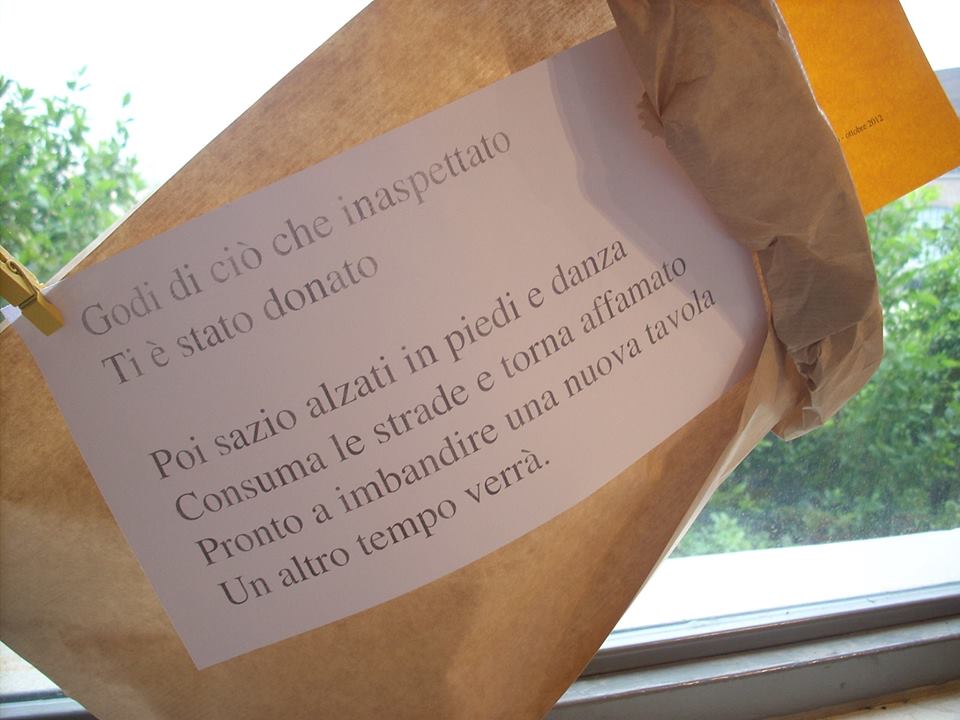 Godi di ciò che inaspettato
Ti è stato donato
Poi sazio alzati in piedi e danza
Consuma le strade e torna affamato
Pronto a imbandire una nuova tavola
Un altro tempo verrà.
- ottobre 2012